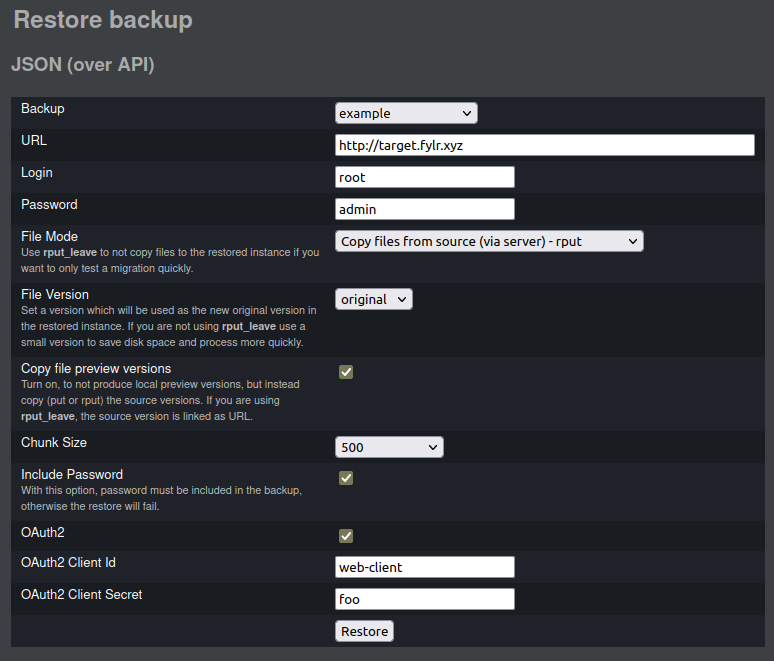 Restore backup
JSON (over API)
Backup
example
URL
http://target.fylr.xyz
Login
root
Password
admin
File Mode
Copy files from source (via server) - rput
Use rput_leave to not copy files to the restored instance if you
want to only test a migration quickly.
File Version
original
Set a version which will be used as the new original version in
the restored instance. If you are not using rput_leave use a
small version to save disk space and process more quickly.
Copy file preview versions
Turn on, to not produce local preview versions, but instead
copy (put or rput) the source versions. If you are using
rput_leave, the source version is linked as URL.
Chunk Size
500
Include Password
With this option, password must be included in the backup,
otherwise the restore will fail.
OAuth2
OAuth2 Client Id
web-client
OAuth2 Client Secret
foo
Restore